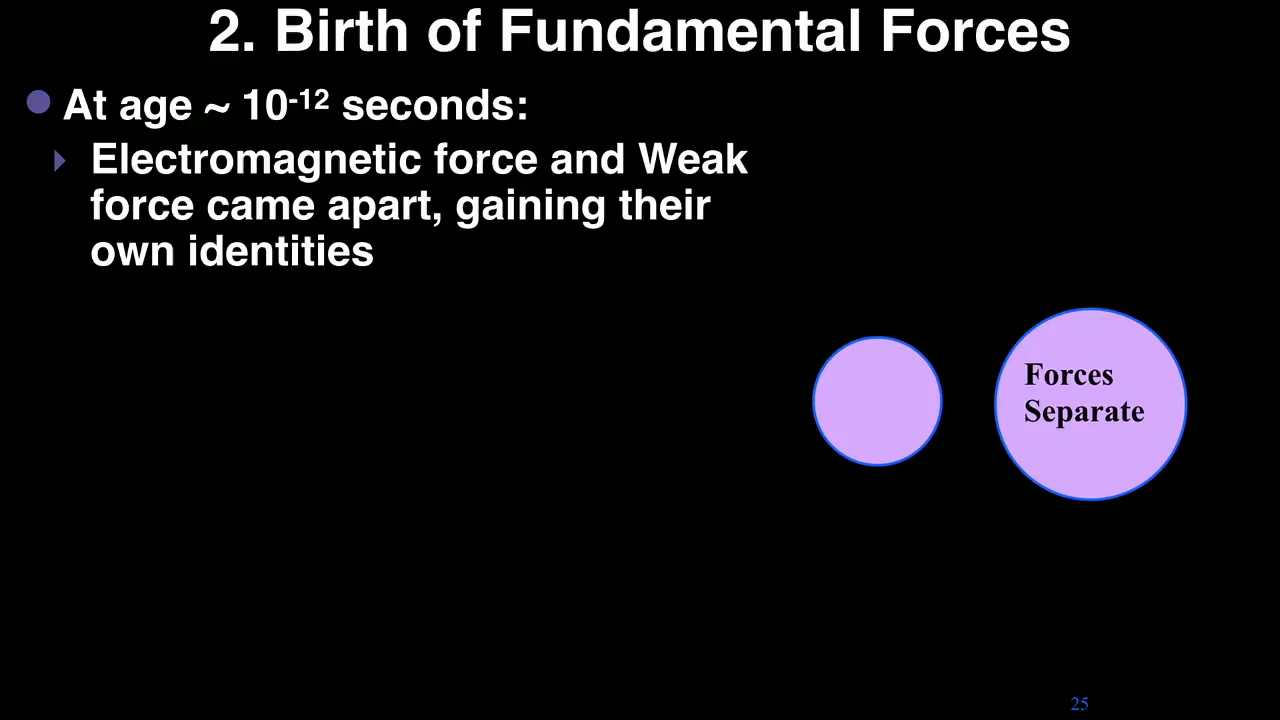 2. Birth of Fundamental Forces
At age ~ 10⁻¹² seconds:
Electromagnetic force and Weak
force came apart, gaining their
own identities
Forces
Separate
25